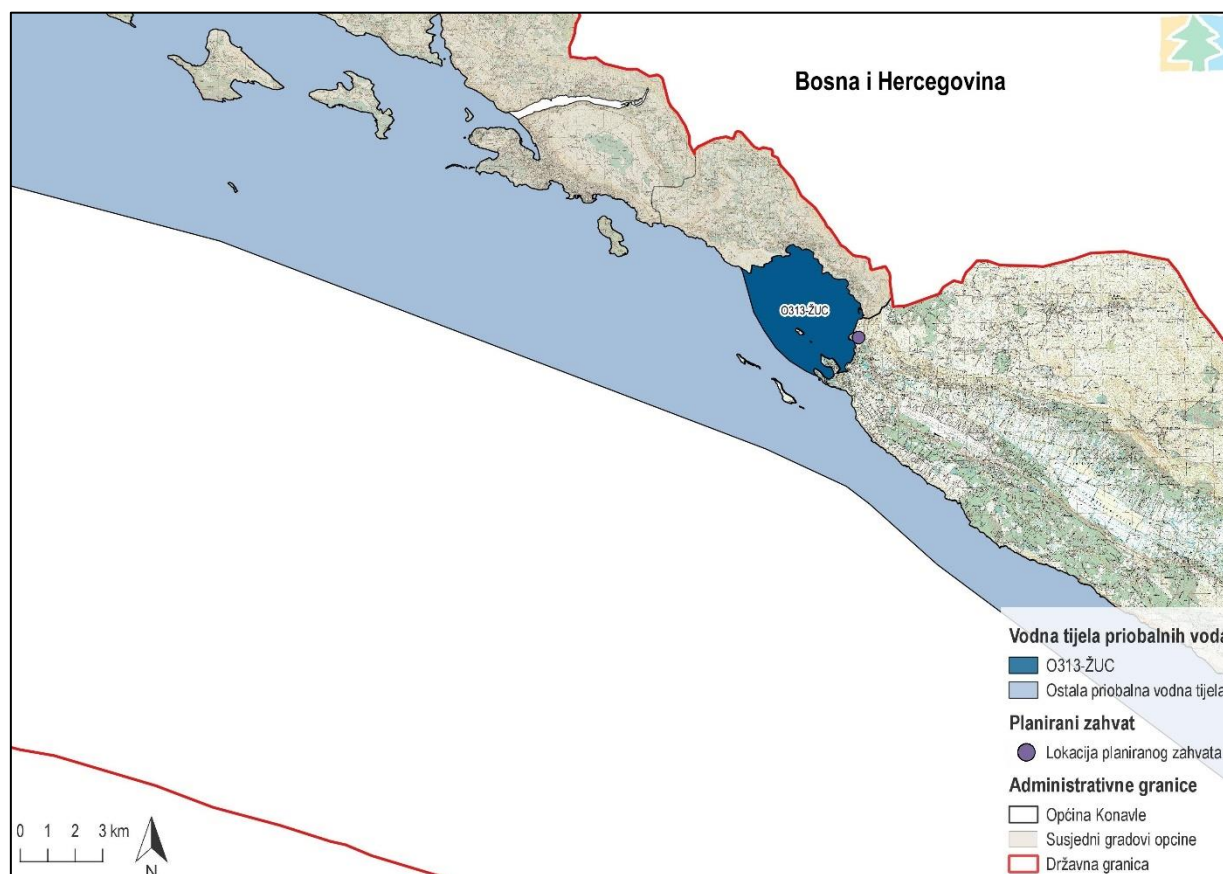 Bosna i Hercegovina
O313-ŽUC
Vodna tijela priobalnih voda
O313-ŽUC
Ostala priobalna vodna tijela
Planirani zahvat
Lokacija planiranog zahvata
Administrativne granice
Općina Konavle
Susjedni gradovi opcine
Državna granica
0 1 2 3 km
N